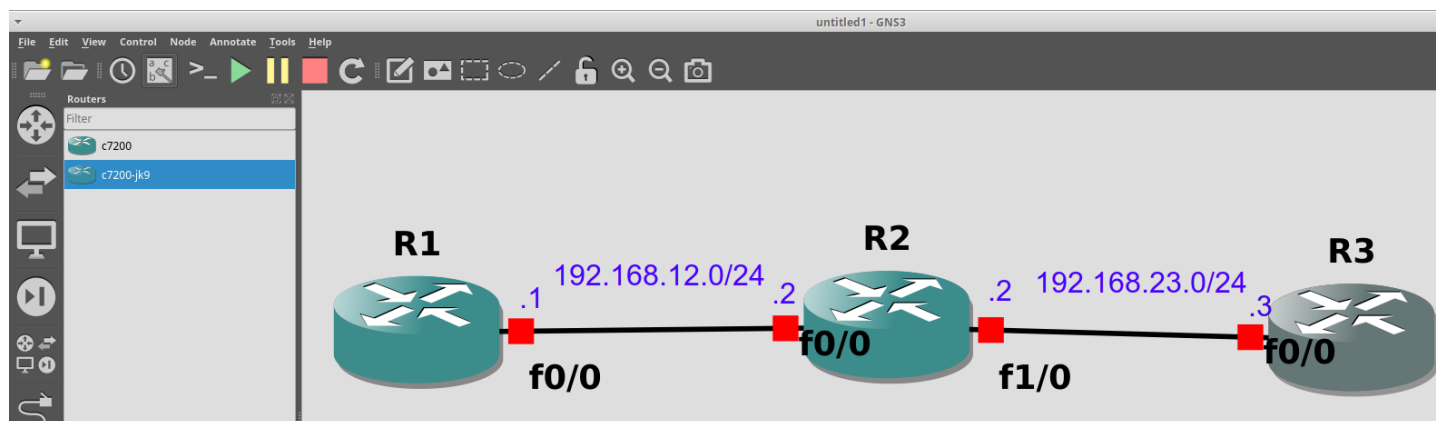 untitled1 - GNS3
File Edit View Control Node Annotate Tools Help
Routers
Filter
c7200
c7200-jk9
R1
R2
R3
192.168.12.0/24
192.168.23.0/24
.1
.2
.2
.3
f0/0
f0/0
f1/0
f0/0